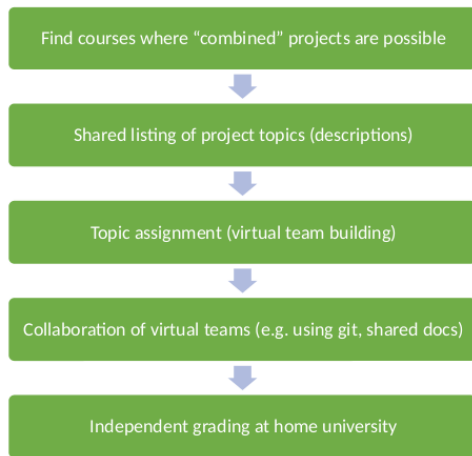 Find courses where “combined” projects are possible
Shared listing of project topics (descriptions)
Topic assignment (virtual team building)
Collaboration of virtual teams (e.g. using git, shared docs)
Independent grading at home university